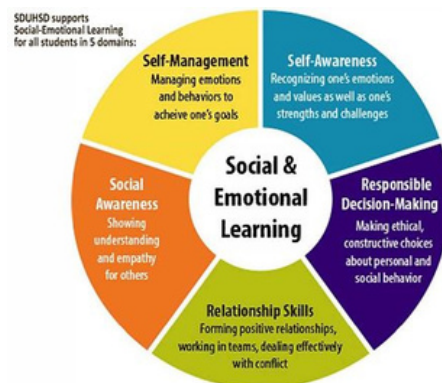 SDUHSD supports
Social-Emotional Learning
for all students in 5 domains:
Self-Management
Managing emotions
and behaviors to
acheive one's goals
Self-Awareness
Recognizing one's emotions
and values as well as one's
strengths and challenges
Social
Awareness
Showing
understanding
and empathy
for others
Social &
Emotional
Learning
Responsible
Decision-Making
Making ethical,
constructive choices
about personal and
social behavior
Relationship Skills
Forming positive relationships,
working in teams, dealing effectively
with conflict